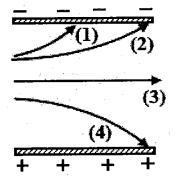 − − − −
(1)
(2)
(3)
(4)
+ + + +